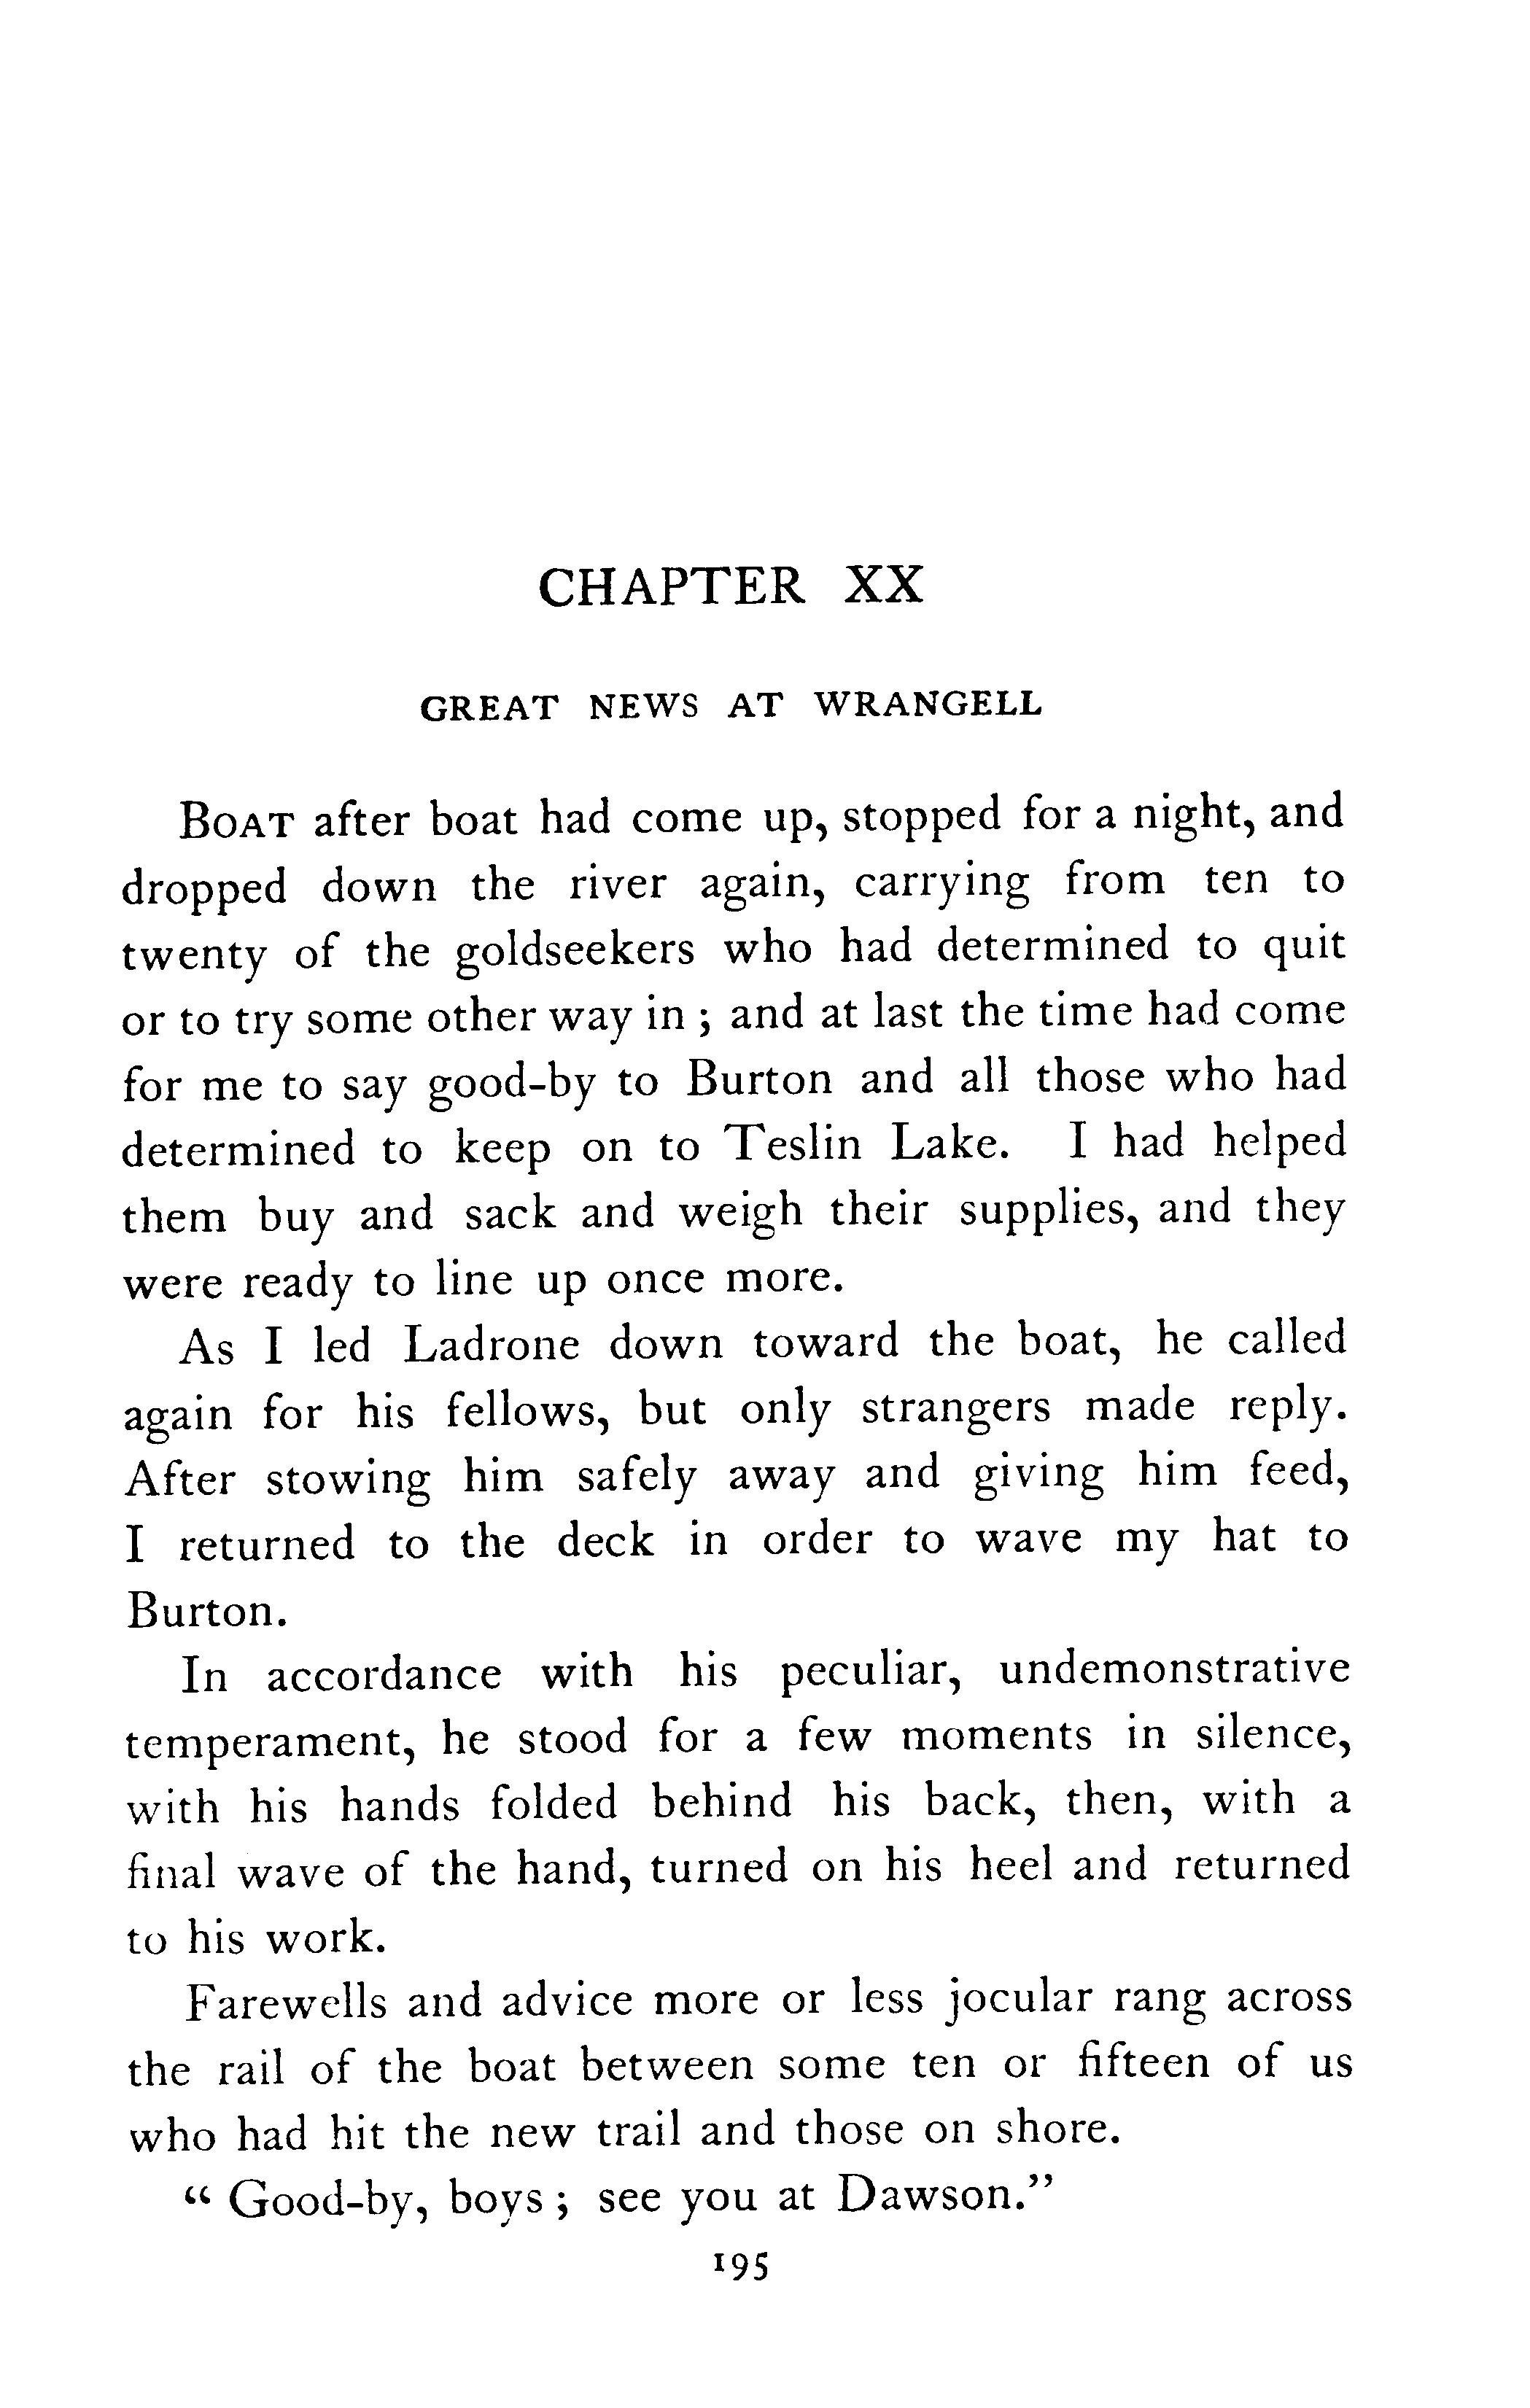 CHAPTER XX
GREAT NEWS AT WRANGELL
BOAT after boat had come up, stopped for a night, and
dropped down the river again, carrying from ten to
twenty of the goldseekers who had determined to quit
or to try some other way in ; and at last the time had come
for me to say good-by to Burton and all those who had
determined to keep on to Teslin Lake. I had helped
them buy and sack and weigh their supplies, and they
were ready to line up once more.
As I led Ladrone down toward the boat, he called
again for his fellows, but only strangers made reply.
After stowing him safely away and giving him feed,
I returned to the deck in order to wave my hat to
Burton.
In accordance with his peculiar, undemonstrative
temperament, he stood for a few moments in silence,
with his hands folded behind his back, then, with a
final wave of the hand, turned on his heel and returned
to his work.
Farewells and advice more or less jocular rang across
the rail of the boat between some ten or fifteen of us
who had hit the new trail and those on shore.
“ Good-by, boys ; see you at Dawson.”
195